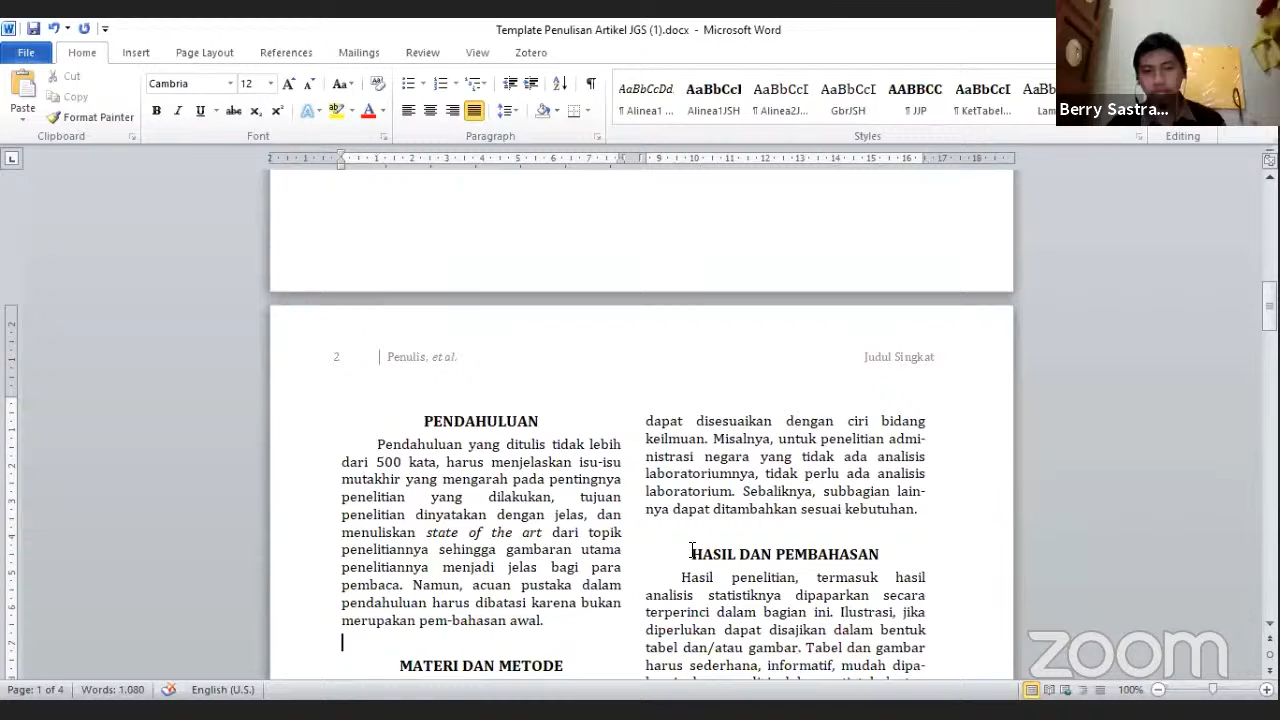 Template Penulisan Artikel JGS (1).docx - Microsoft Word
File Home Insert Page Layout References Mailings Review View Zotero
Cut
Copy
Format Painter
Paste
Clipboard
Cambria 12
Font
Paragraph
AaBbCcDd AaBbCcI AaBbCcI AaBbCcI AABBCC AaBbCcI
¶ Alinea1 Alinea1JSH ¶ Alinea2J... GbrJSH ¶ JJP ¶ KetTabel...
Styles
Editing
Berry Sastra...
2 Penulis, et al. Judul Singkat
PENDAHULUAN
Pendahuluan yang ditulis tidak lebih
dari 500 kata, harus menjelaskan isu-isu
mutakhir yang mengarah pada pentingnya
penelitian yang dilakukan, tujuan
penelitian dinyatakan dengan jelas, dan
menuliskan state of the art dari topik
penelitiannya sehingga gambaran utama
penelitiannya menjadi jelas bagi para
pembaca. Namun, acuan pustaka dalam
pendahuluan harus dibatasi karena bukan
merupakan pem-bahasan awal.
MATERI DAN METODE
dapat disesuaikan dengan ciri bidang
keilmuan. Misalnya, untuk penelitian admi-
nistrasi negara yang tidak ada analisis
laboratoriumnya, tidak perlu ada analisis
laboratorium. Sebaliknya, subbagian lain-
nya dapat ditambahkan sesuai kebutuhan.
HASIL DAN PEMBAHASAN
Hasil penelitian, termasuk hasil
analisis statistiknya dipaparkan secara
terperinci dalam bagian ini. Ilustrasi, jika
diperlukan dapat disajikan dalam bentuk
tabel dan/atau gambar. Tabel dan gambar
harus sederhana, informatif, mudah dipa-
zoom
Page: 1 of 4 Words: 1.080 English (U.S.) 100%